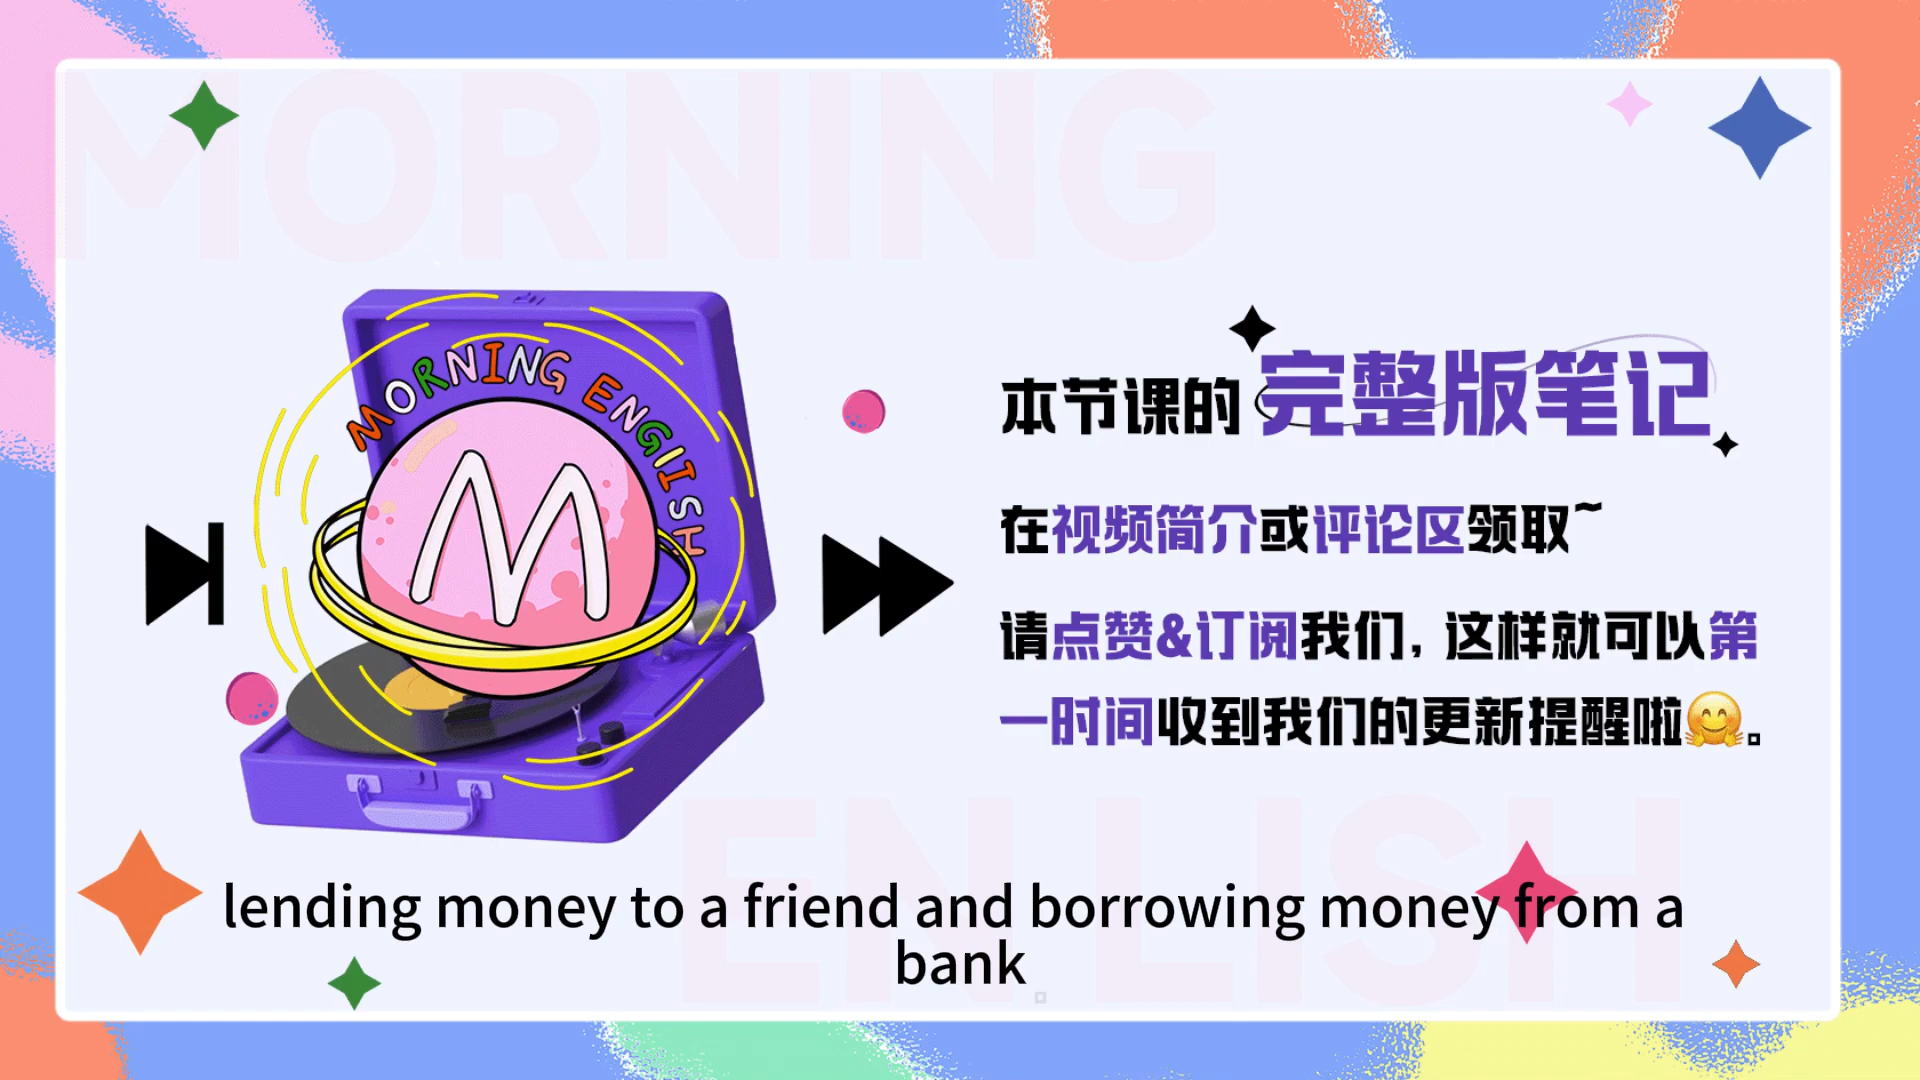 MORNING
MORNING ENGlISH
M
本节课的 完整版笔记
在视频简介或评论区领取~
请点赞&订阅我们,这样就可以第
一时间收到我们的更新提醒啦🤗。
EN LISH
lending money to a friend and borrowing money from a
bank